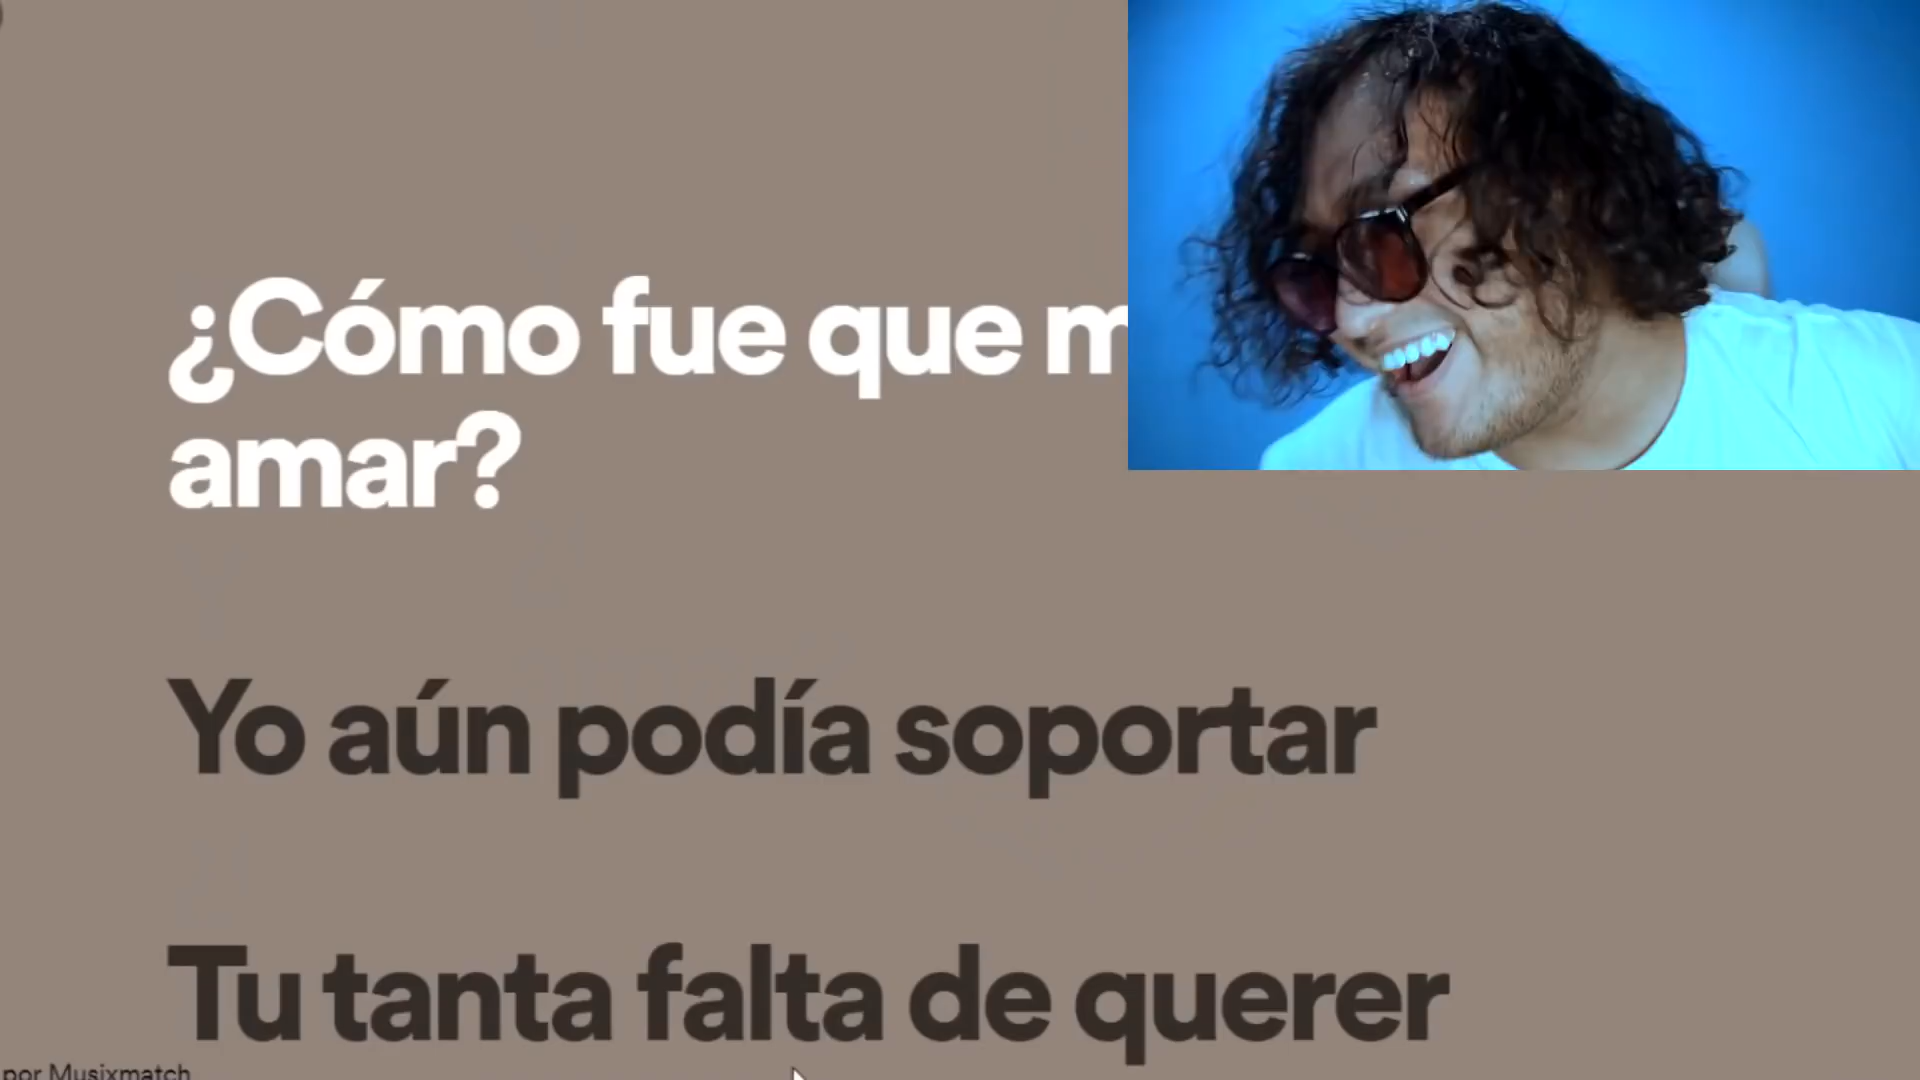 ¿Cómo fue que
amar?
Yo aún podía soportar
Tu tanta falta de querer
por Musixmatch